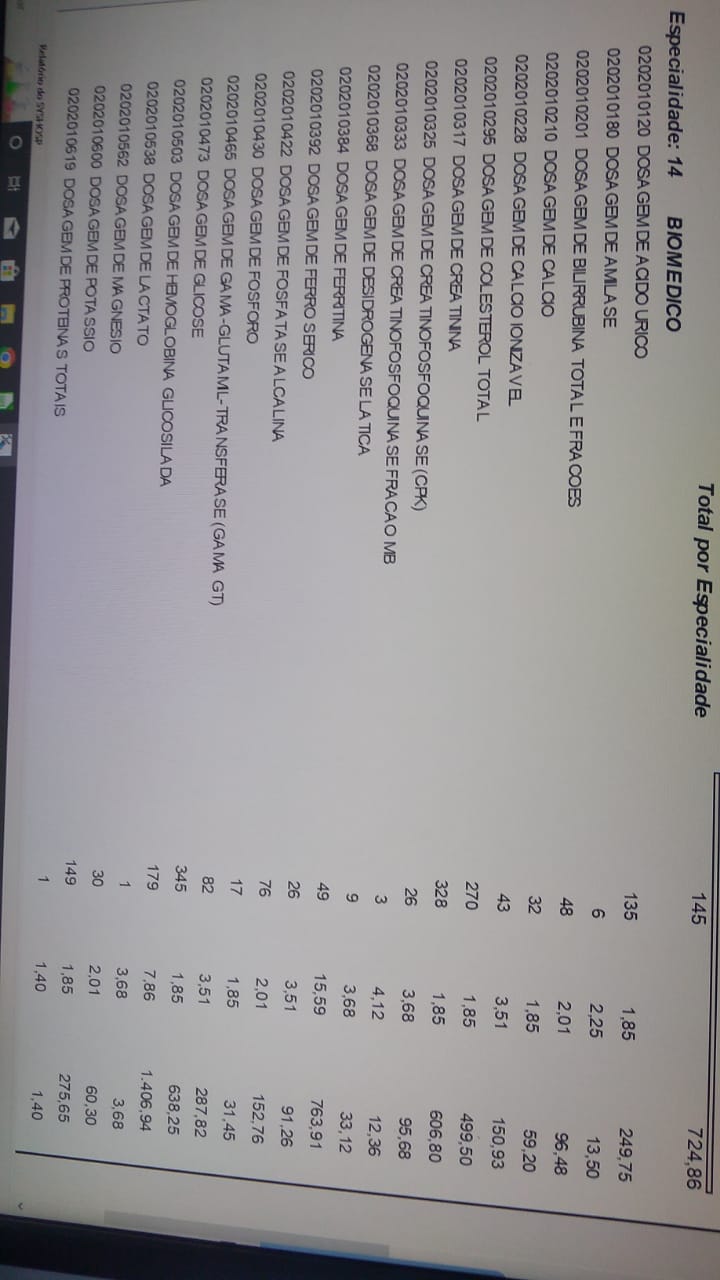 Total por Especialidade 145 724,86
Especialidade: 14 BIOMEDICO
0202010120 DOSAGEM DE ACIDO URICO 135 1,85 249,75
0202010180 DOSAGEM DE AMILASE 6 2,25 13,50
0202010201 DOSAGEM DE BILIRRUBINA TOTAL E FRACOES 48 2,01 96,48
0202010210 DOSAGEM DE CALCIO 32 1,85 59,20
0202010228 DOSAGEM DE CALCIO IONIZAVEL 43 3,51 150,93
0202010295 DOSAGEM DE COLESTEROL TOTAL 270 1,85 499,50
0202010317 DOSAGEM DE CREATININA 328 1,85 606,80
0202010325 DOSAGEM DE CREATINOFOSFOQUINASE (CPK) 26 3,68 95,68
0202010333 DOSAGEM DE CREATINOFOSFOQUINASE FRACAO MB 3 4,12 12,36
0202010368 DOSAGEM DE DESIDROGENASE LATICA 9 3,68 33,12
0202010384 DOSAGEM DE FERRITINA 49 15,59 763,91
0202010392 DOSAGEM DE FERRO SERICO 26 3,51 91,26
0202010422 DOSAGEM DE FOSFATASE ALCALINA 76 2,01 152,76
0202010430 DOSAGEM DE FOSFORO 17 1,85 31,45
0202010465 DOSAGEM DE GAMA-GLUTAMIL-TRANSFERASE (GAMA GT) 82 3,51 287,82
0202010473 DOSAGEM DE GLICOSE 345 1,85 638,25
0202010503 DOSAGEM DE HEMOGLOBINA GLICOSILADA 179 7,86 1.406,94
0202010538 DOSAGEM DE LACTATO 1 3,68 3,68
0202010562 DOSAGEM DE MAGNESIO 30 2,01 60,30
0202010600 DOSAGEM DE POTASSIO 149 1,85 275,65
0202010619 DOSAGEM DE PROTEINAS TOTAIS 1 1,40 1,40
Relatório do SYSHOSP